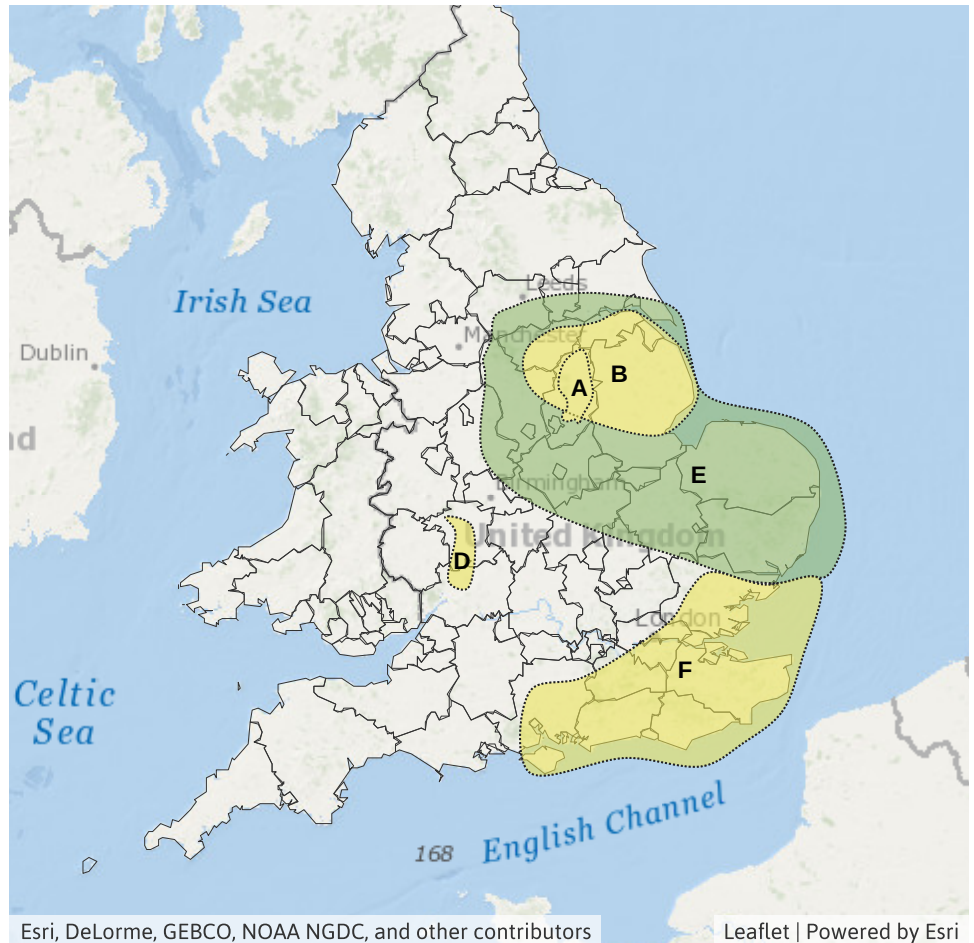 Leeds
Irish Sea
Manchester
Dublin
B
A
nd
E
Birmingham
United Kingdom
D
London
F
Celtic
Sea
English Channel
168
Esri, DeLorme, GEBCO, NOAA NGDC, and other contributors
Leaflet | Powered by Esri